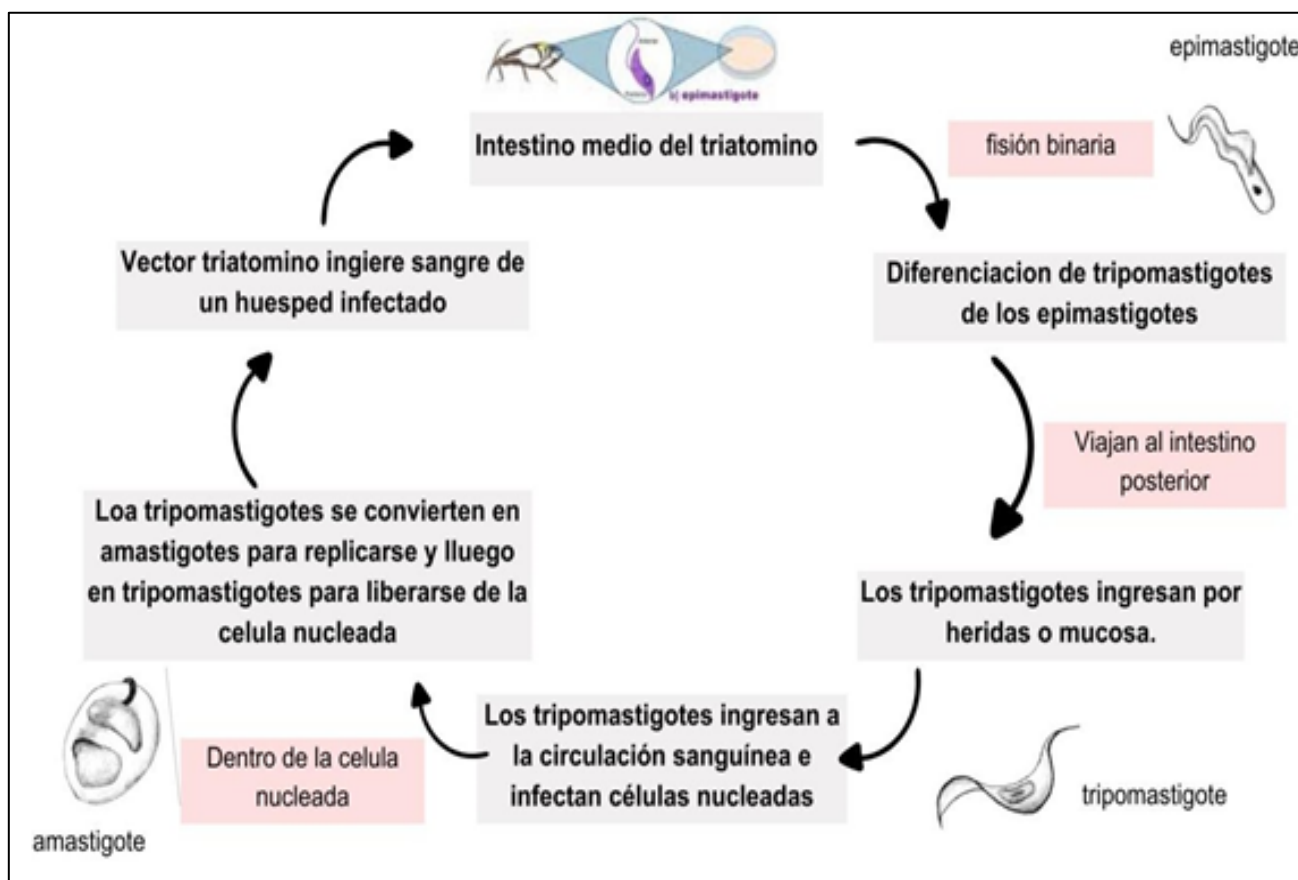 b) epimastigote
Intestino medio del triatomino
fisión binaria
epimastigote
Diferenciacion de tripomastigotes
de los epimastigotes
Viajan al intestino
posterior
Los tripomastigotes ingresan por
heridas o mucosa.
tripomastigote
Los tripomastigotes ingresan a
la circulación sanguínea e
infectan células nucleadas
Dentro de la celula
nucleada
amastigote
Loa tripomastigotes se convierten en
amastigotes para replicarse y lluego
en tripomastigotes para liberarse de la
celula nucleada
Vector triatomino ingiere sangre de
un huesped infectado